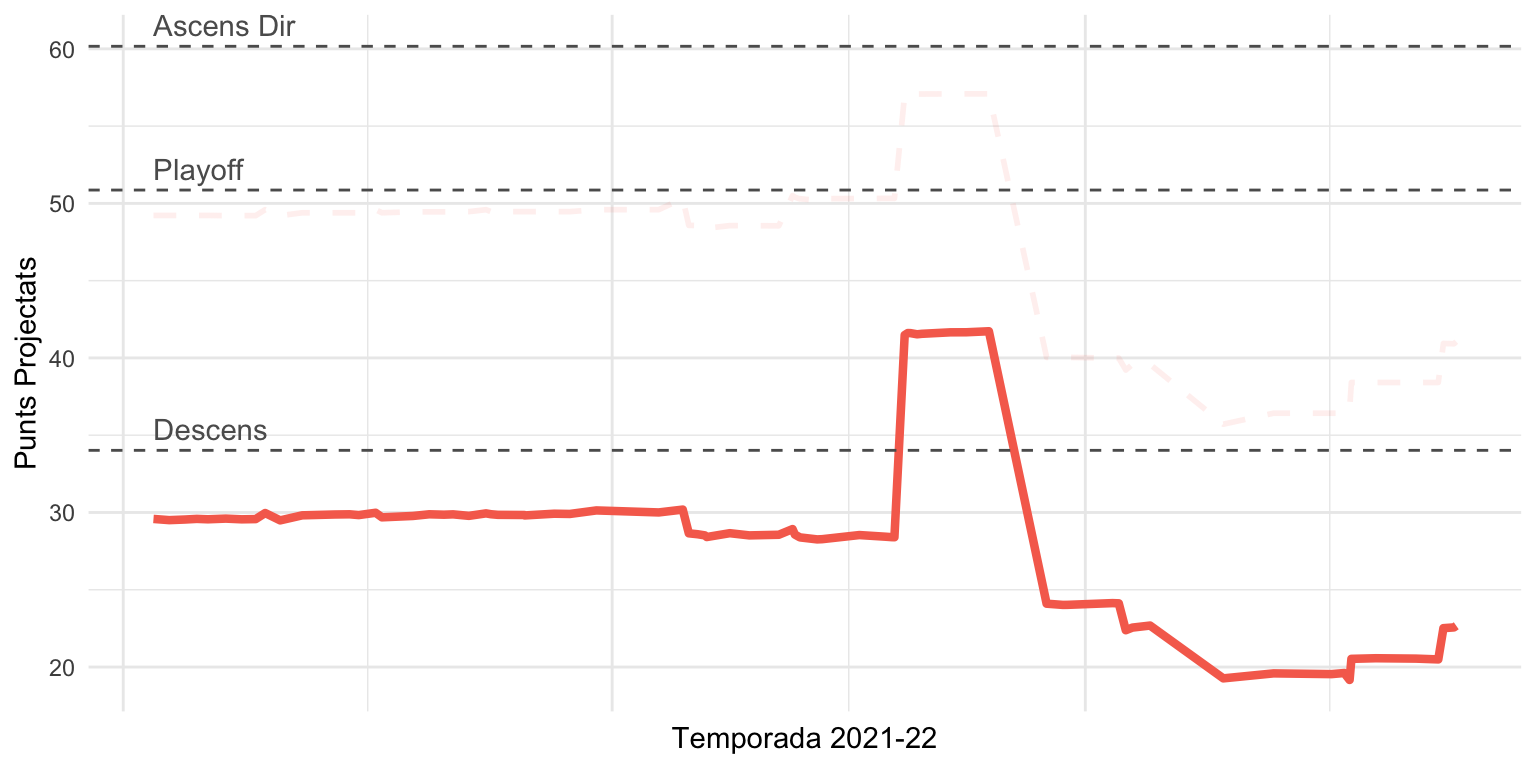 Ascens Dir
60
Playoff
50
40
Descens
30
20
Punts Projectats
Temporada 2021-22